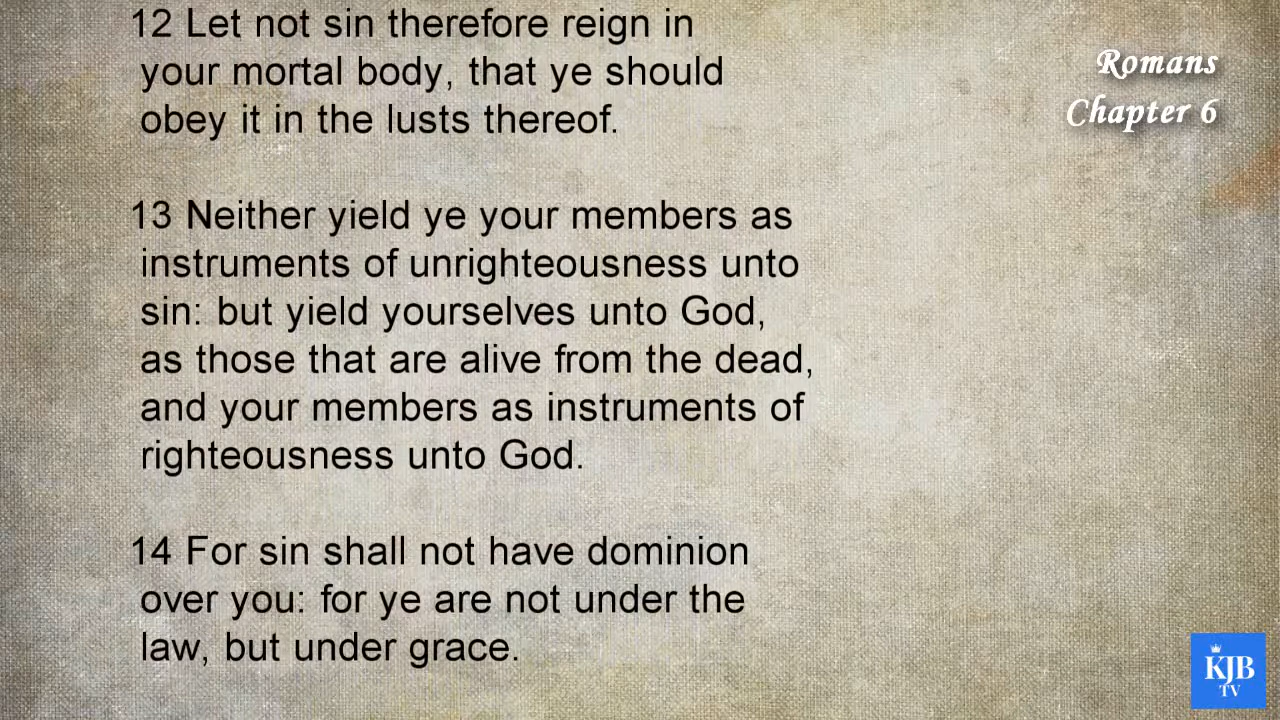 12 Let not sin therefore reign in
your mortal body, that ye should
obey it in the lusts thereof.
Romans
Chapter 6
13 Neither yield ye your members as
instruments of unrighteousness unto
sin: but yield yourselves unto God,
as those that are alive from the dead,
and your members as instruments of
righteousness unto God.
14 For sin shall not have dominion
over you: for ye are not under the
law, but under grace.
KJB
TV